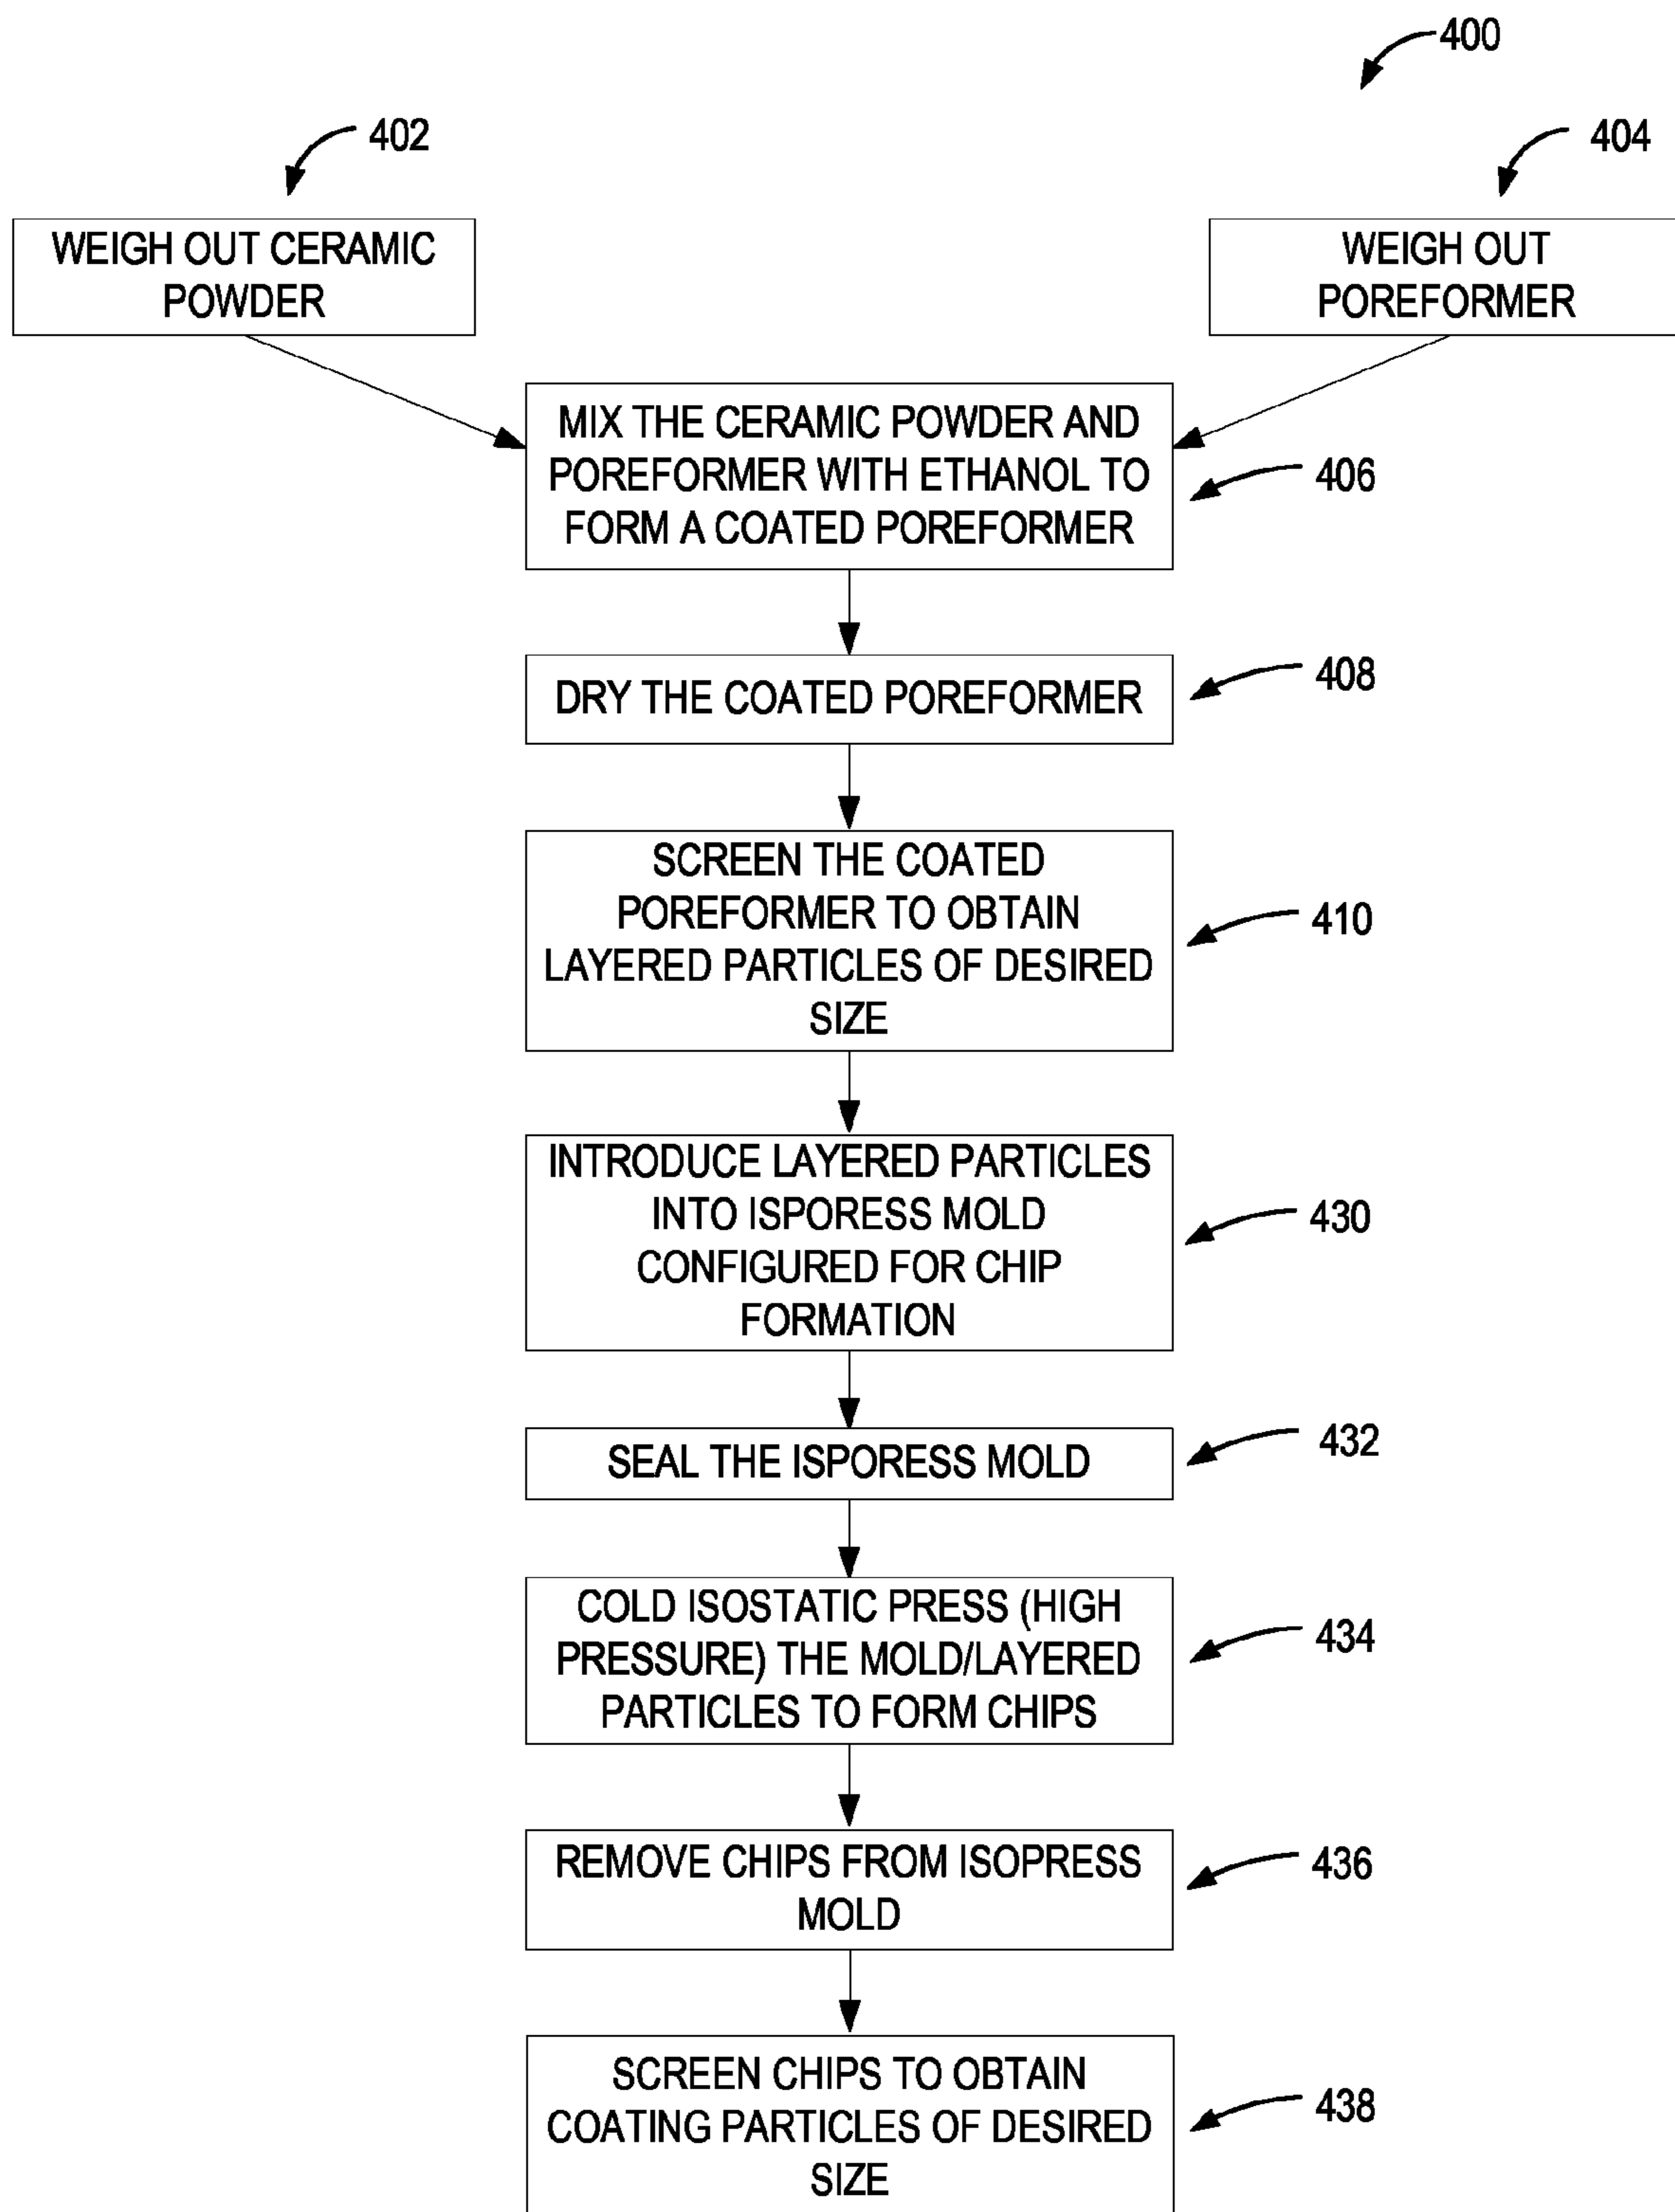 400
402
404
WEIGH OUT CERAMIC
POWDER
WEIGH OUT
POREFORMER
MIX THE CERAMIC POWDER AND
POREFORMER WITH ETHANOL TO
FORM A COATED POREFORMER
406
DRY THE COATED POREFORMER
408
SCREEN THE COATED
POREFORMER TO OBTAIN
LAYERED PARTICLES OF DESIRED
SIZE
410
INTRODUCE LAYERED PARTICLES
INTO ISPORESS MOLD
CONFIGURED FOR CHIP
FORMATION
430
SEAL THE ISPORESS MOLD
432
COLD ISOSTATIC PRESS (HIGH
PRESSURE) THE MOLD/LAYERED
PARTICLES TO FORM CHIPS
434
REMOVE CHIPS FROM ISOPRESS
MOLD
436
SCREEN CHIPS TO OBTAIN
COATING PARTICLES OF DESIRED
SIZE
438